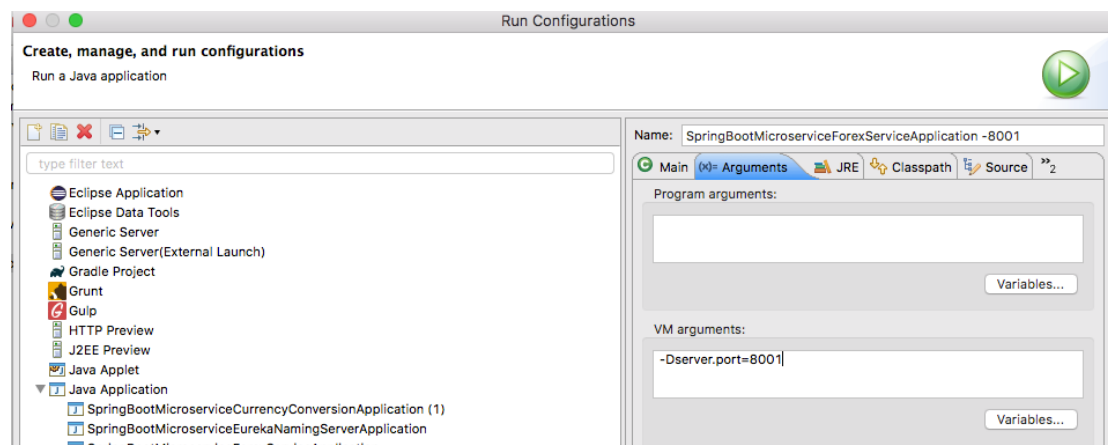 Run Configurations
Create, manage, and run configurations
Run a Java application
type filter text
Eclipse Application
Eclipse Data Tools
Generic Server
Generic Server(External Launch)
Gradle Project
Grunt
Gulp
HTTP Preview
J2EE Preview
Java Applet
Java Application
SpringBootMicroserviceCurrencyConversionApplication (1)
SpringBootMicroserviceEurekaNamingServerApplication
Name: SpringBootMicroserviceForexServiceApplication -8001
Main (x)= Arguments JRE Classpath Source »2
Program arguments:
Variables...
VM arguments:
-Dserver.port=8001
Variables...